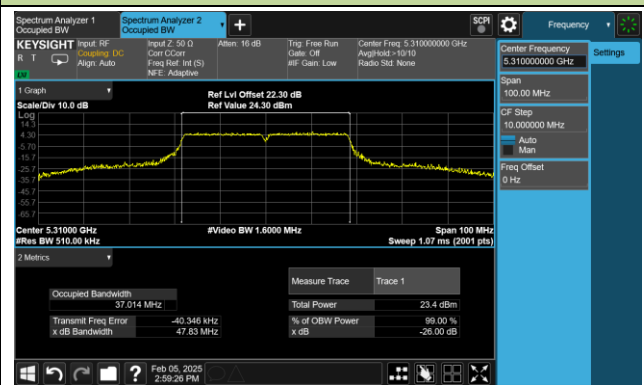 Spectrum Analyzer 1
Occupied BW
Spectrum Analyzer 2
Occupied BW
SCPI
Frequency
KEYSIGHT
R T
Input: RF
Coupling: DC
Align: Auto
Input Z: 50 Ω
Corr CCorr
Freq Ref: Int (S)
NFE: Adaptive
Atten: 16 dB
Trig: Free Run
Gate: Off
#IF Gain: Low
Center Freq: 5.310000000 GHz
Avg|Hold:>10/10
Radio Std: None
Center Frequency
5.310000000 GHz
Settings
Span
100.00 MHz
CF Step
10.000000 MHz
Auto
Man
Freq Offset
0 Hz
1 Graph
Scale/Div 10.0 dB
Ref Lvl Offset 22.30 dB
Ref Value 24.30 dBm
Log
14.3
4.30
-5.70
-15.7
-25.7
-35.7
-45.7
-55.7
-65.7
Center 5.31000 GHz
#Video BW 1.6000 MHz
Span 100 MHz
#Res BW 510.00 kHz
Sweep 1.07 ms (2001 pts)
2 Metrics
Measure Trace
Trace 1
Occupied Bandwidth
37.014 MHz
Total Power
23.4 dBm
Transmit Freq Error
-40.346 kHz
% of OBW Power
99.00 %
x dB Bandwidth
47.83 MHz
x dB
-26.00 dB
?
Feb 05, 2025
2:59:26 PM